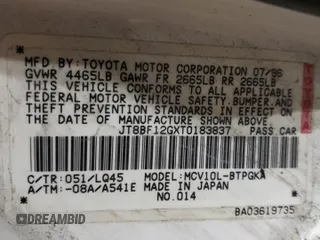 MFD. BY: TOYOTA MOTOR CORPORATION 07/96
GVWR 4465LB GAWR FR 2665LB RR 2665LB
THIS VEHICLE CONFORMS TO ALL APPLICABLE
FEDERAL MOTOR VEHICLE SAFETY, BUMPER, AND
THEFT PREVENTION STANDARDS IN EFFECT ON
THE DATE OF MANUFACTURE SHOWN ABOVE.
JT8BF12GXT0183837 PASS CAR
C/TR: 051/LQ45 MODEL: MCV10L-BTPGKA
A/TM: -08A/A541E MADE IN JAPAN
NO.014
BA03619735
TOYOTA
DREAMBID